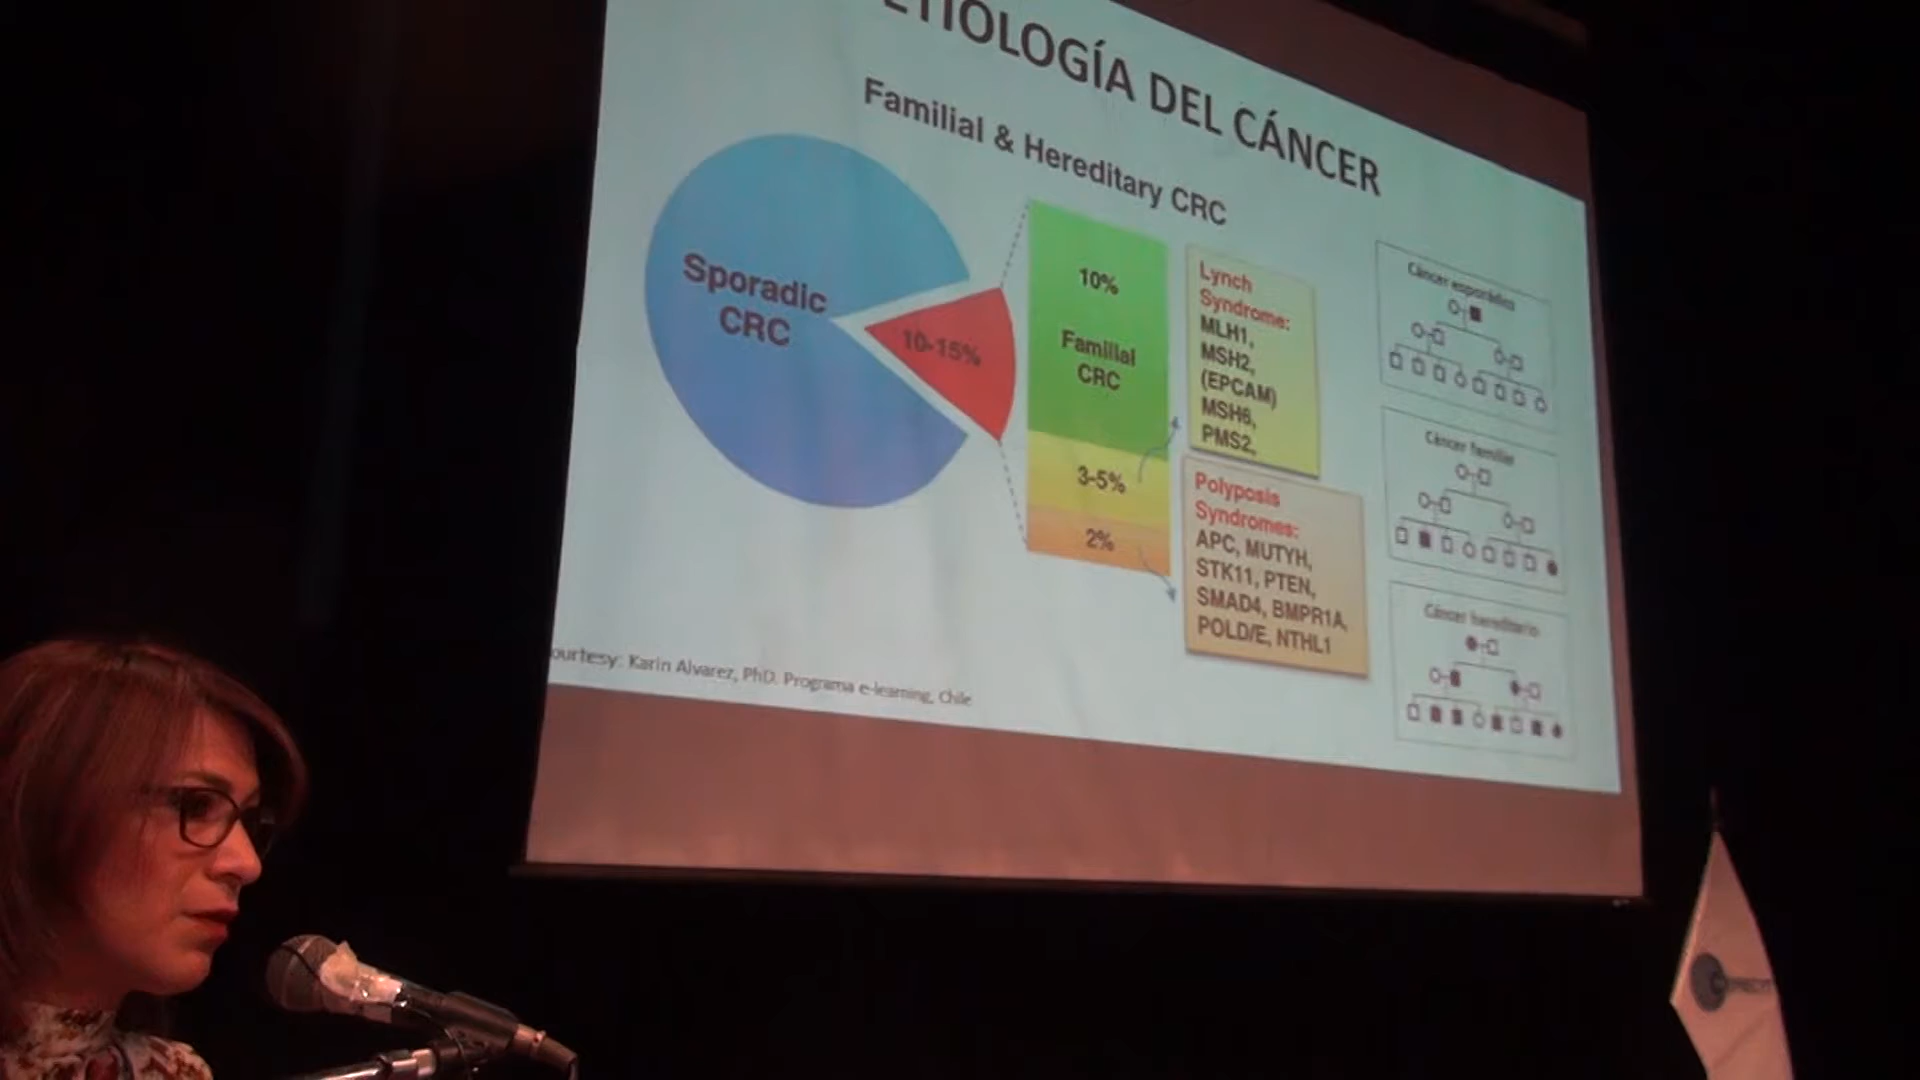 ETIOLOGÍA DEL CÁNCER
Familial & Hereditary CRC
Sporadic
CRC
10-15%
10%
Familial
CRC
3-5%
2%
Lynch
Syndrome:
MLH1,
MSH2,
(EPCAM)
MSH6,
PMS2,
Polyposis
Syndromes:
APC, MUTYH,
STK11, PTEN,
SMAD4, BMPR1A,
POLD/E, NTHL1
Cáncer esporádico
Cáncer familiar
Cáncer hereditario
ourtesy: Karin Alvarez, PhD. Programa e-learning, Chile